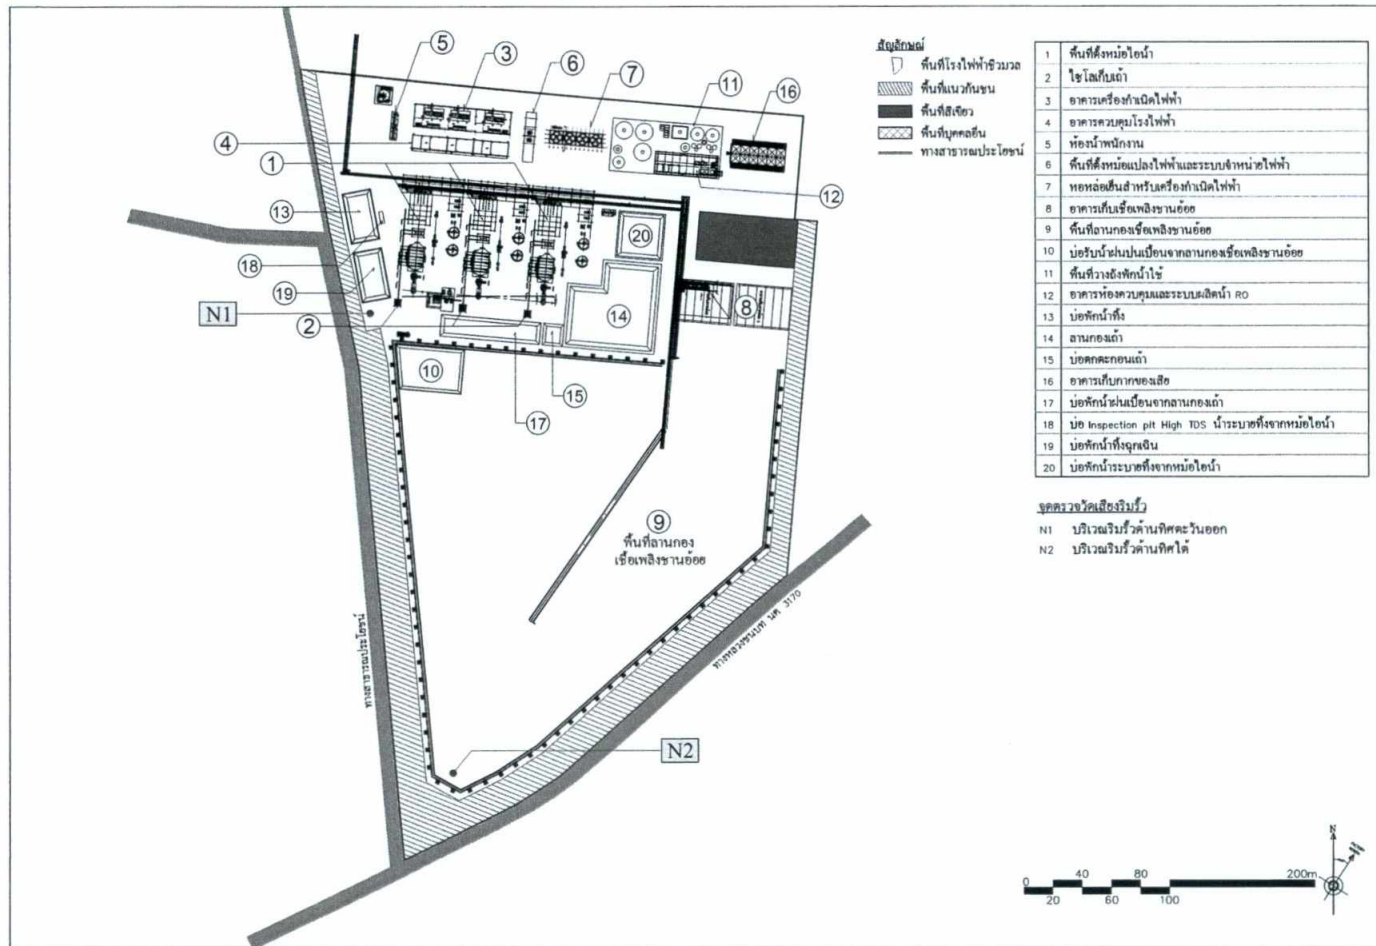 สัญลักษณ์
พื้นที่โรงไฟฟ้าชีวมวล
พื้นที่แนวกันชน
พื้นที่สีเขียว
พื้นที่บุคคลอื่น
ทางสาธารณประโยชน์
1 พื้นที่ตั้งหม้อไอน้ำ
2 ไซโลเก็บเถ้า
3 อาคารเครื่องกำเนิดไฟฟ้า
4 อาคารควบคุมโรงไฟฟ้า
5 ห้องน้ำพนักงาน
6 พื้นที่ตั้งหม้อแปลงไฟฟ้าและระบบจำหน่ายไฟฟ้า
7 หอหล่อเย็นสำหรับเครื่องกำเนิดไฟฟ้า
8 อาคารเก็บเชื้อเพลิงชานอ้อย
9 พื้นที่ลานกองเชื้อเพลิงชานอ้อย
10 บ่อรับน้ำฝนปนเปื้อนจากลานกองเชื้อเพลิงชานอ้อย
11 พื้นที่วางถังพักน้ำใช้
12 อาคารห้องควบคุมและระบบผลิตน้ำ RO
13 บ่อพักน้ำทิ้ง
14 ลานกองเถ้า
15 บ่อตกตะกอนเถ้า
16 อาคารเก็บกากของเสีย
17 บ่อพักน้ำฝนเปื้อนจากลานกองเถ้า
18 บ่อ Inspection pit High TDS น้ำระบายทิ้งจากหม้อไอน้ำ
19 บ่อพักน้ำทิ้งฉุกเฉิน
20 บ่อพักน้ำระบายทิ้งจากหม้อไอน้ำ
จุดตรวจวัดเสียงริมรั้ว
N1 บริเวณริมรั้วด้านทิศตะวันออก
N2 บริเวณริมรั้วด้านทิศใต้
5
3
6
7
11
16
4
1
12
13
20
18
19
N1
2
14
8
10
15
17
9
พื้นที่ลานกอง
เชื้อเพลิงชานอ้อย
ทางสาธารณประโยชน์
ทางหลวงชนบท นค 3170
N2
N
0 40 80 200m
20 60 100